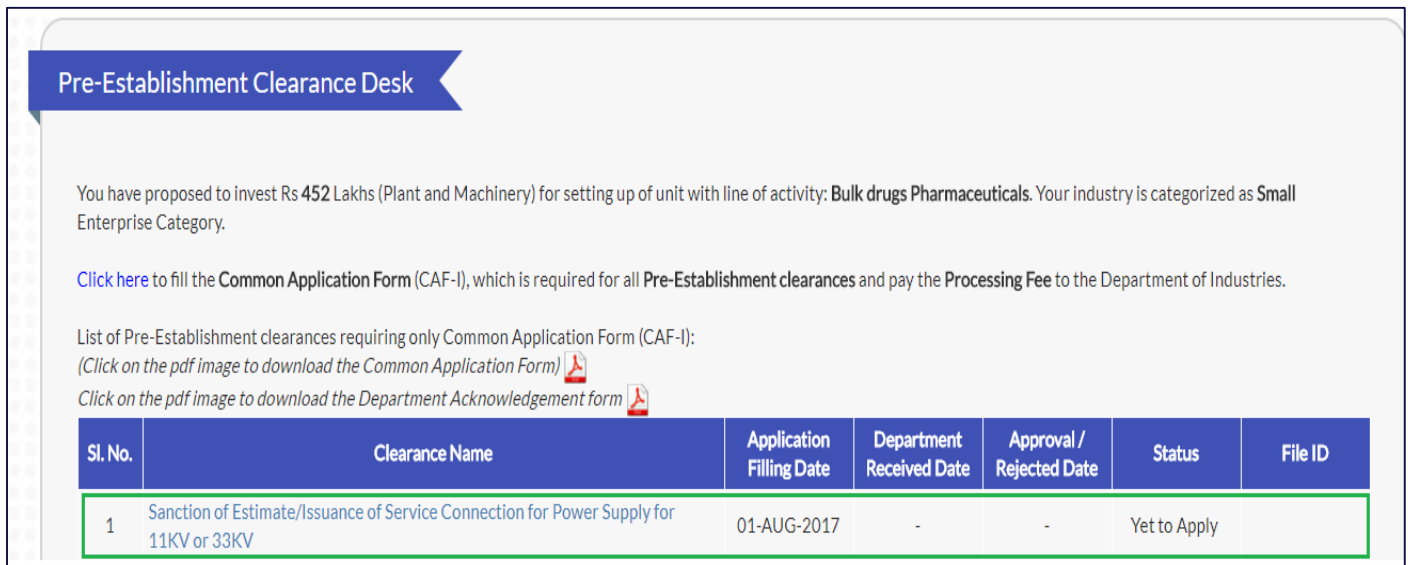 Pre-Establishment Clearance Desk
You have proposed to invest Rs 452 Lakhs (Plant and Machinery) for setting up of unit with line of activity: Bulk drugs Pharmaceuticals. Your industry is categorized as Small
Enterprise Category.
Click here to fill the Common Application Form (CAF-I), which is required for all Pre-Establishment clearances and pay the Processing Fee to the Department of Industries.
List of Pre-Establishment clearances requiring only Common Application Form (CAF-I):
(Click on the pdf image to download the Common Application Form)
Click on the pdf image to download the Department Acknowledgement form
Sl. No. Clearance Name Application Filling Date Department Received Date Approval / Rejected Date Status File ID
1 Sanction of Estimate/Issuance of Service Connection for Power Supply for 11KV or 33KV 01-AUG-2017 - - Yet to Apply